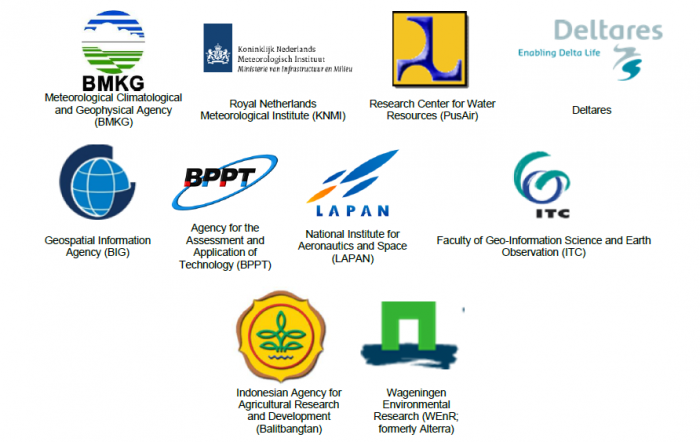 BMKG
Meteorological Climatological
and Geophysical Agency
(BMKG)
Koninklijk Nederlands
Meteorologisch Instituut
Ministerie van Infrastructuur en Milieu
Royal Netherlands
Meteorological Institute (KNMI)
Research Center for Water
Resources (PusAir)
Deltares
Enabling Delta Life
Deltares
Geospatial Information
Agency (BIG)
BPPT
Agency for the
Assessment and
Application of
Technology (BPPT)
LAPAN
National Institute for
Aeronautics and Space
(LAPAN)
ITC
Faculty of Geo-Information Science and Earth
Observation (ITC)
Indonesian Agency for
Agricultural Research
and Development
(Balitbangtan)
Wageningen
Environmental
Research (WEnR;
formerly Alterra)